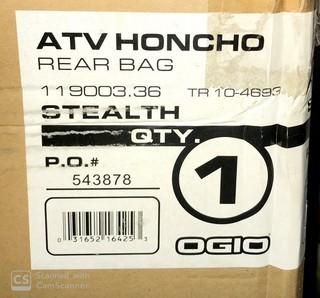 ATV HONCHO
REAR BAG
119003.36 TR 10-4693
STEALTH
QTY.
1
P.O.#
543878
0 31652 16425 3
OGIO
CS Scanned with
CamScanner